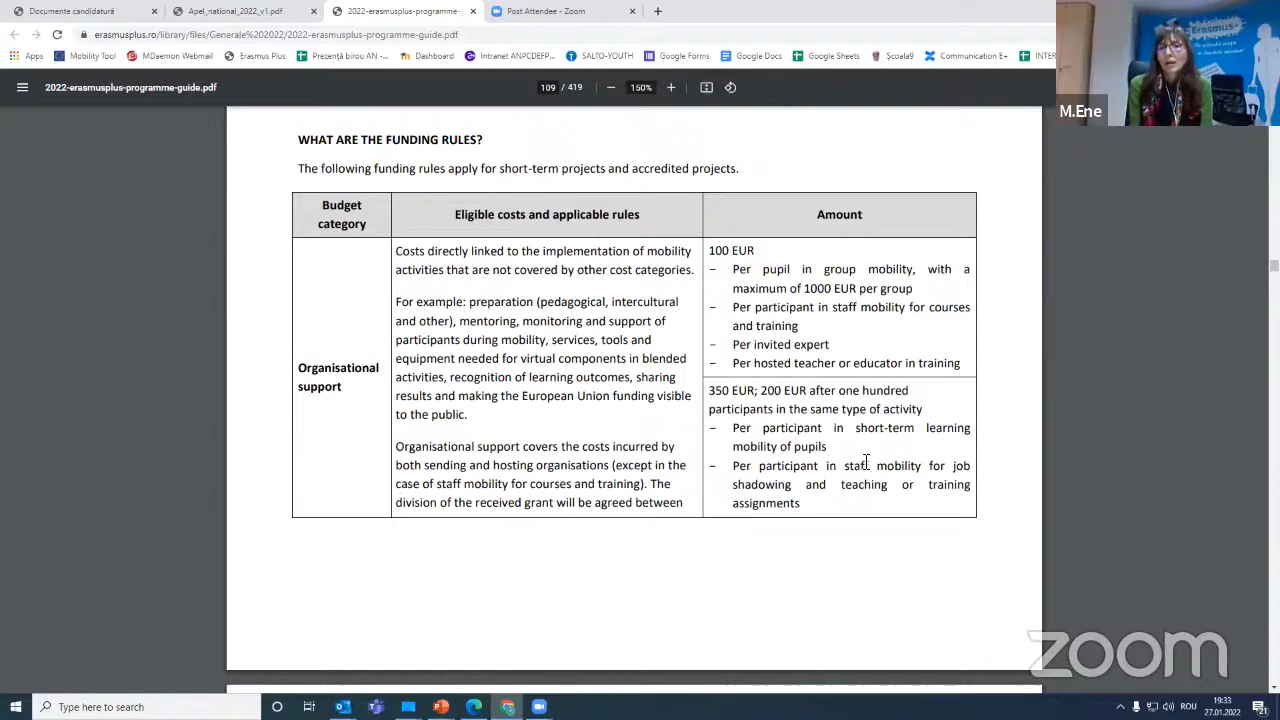 Documente candidatură
Apel_national_2022_v1.pdf
2022-erasmusplus-programme-
Post Attendee - Zoom
erasmusplus.ro/library/files/Generale%202022/2022-erasmusplus-programme-guide.pdf
Apps
Mobility Tool
MDaemon Webmail
Erasmus Plus
Prezentă birou AN -...
Dashboard
Intranet ANPCDEFP...
SALTO-YOUTH
Google Forms
Google Docs
Google Sheets
Școala9
Communication E+
INTER
2022-erasmusplus-programme-guide.pdf
109 / 419
150%
M.Ene
WHAT ARE THE FUNDING RULES?
The following funding rules apply for short-term projects and accredited projects.
Budget
category
Eligible costs and applicable rules
Amount
Organisational
support
Costs directly linked to the implementation of mobility
activities that are not covered by other cost categories.
For example: preparation (pedagogical, intercultural
and other), mentoring, monitoring and support of
participants during mobility, services, tools and
equipment needed for virtual components in blended
activities, recognition of learning outcomes, sharing
results and making the European Union funding visible
to the public.
Organisational support covers the costs incurred by
both sending and hosting organisations (except in the
case of staff mobility for courses and training). The
division of the received grant will be agreed between
100 EUR
− Per pupil in group mobility, with a
maximum of 1000 EUR per group
− Per participant in staff mobility for courses
and training
− Per invited expert
− Per hosted teacher or educator in training
350 EUR; 200 EUR after one hundred
participants in the same type of activity
− Per participant in short-term learning
mobility of pupils
− Per participant in staff mobility for job
shadowing and teaching or training
assignments
zoom
Type here to search
ROU
19:33
27.01.2022